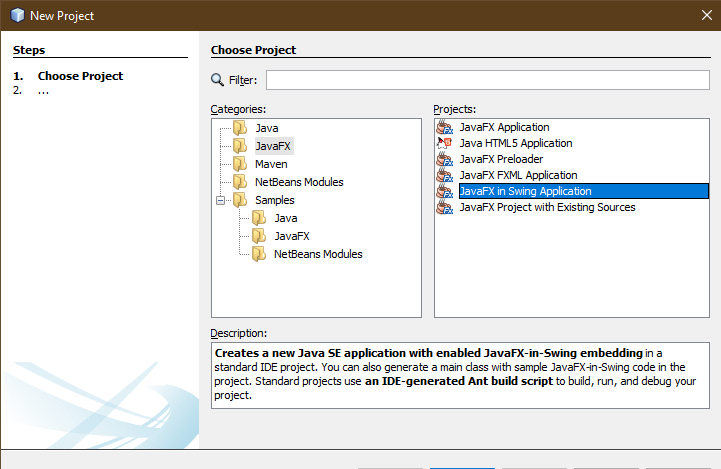 New Project
Steps
1. Choose Project
2. ...
Choose Project
Filter:
Categories:
Java
JavaFX
Maven
NetBeans Modules
Samples
Java
JavaFX
NetBeans Modules
Projects:
JavaFX Application
Java HTML5 Application
JavaFX Preloader
JavaFX FXML Application
JavaFX in Swing Application
JavaFX Project with Existing Sources
Description:
Creates a new Java SE application with enabled JavaFX-in-Swing embedding in a
standard IDE project. You can also generate a main class with sample JavaFX-in-Swing code in the
project. Standard projects use an IDE-generated Ant build script to build, run, and debug your
project.